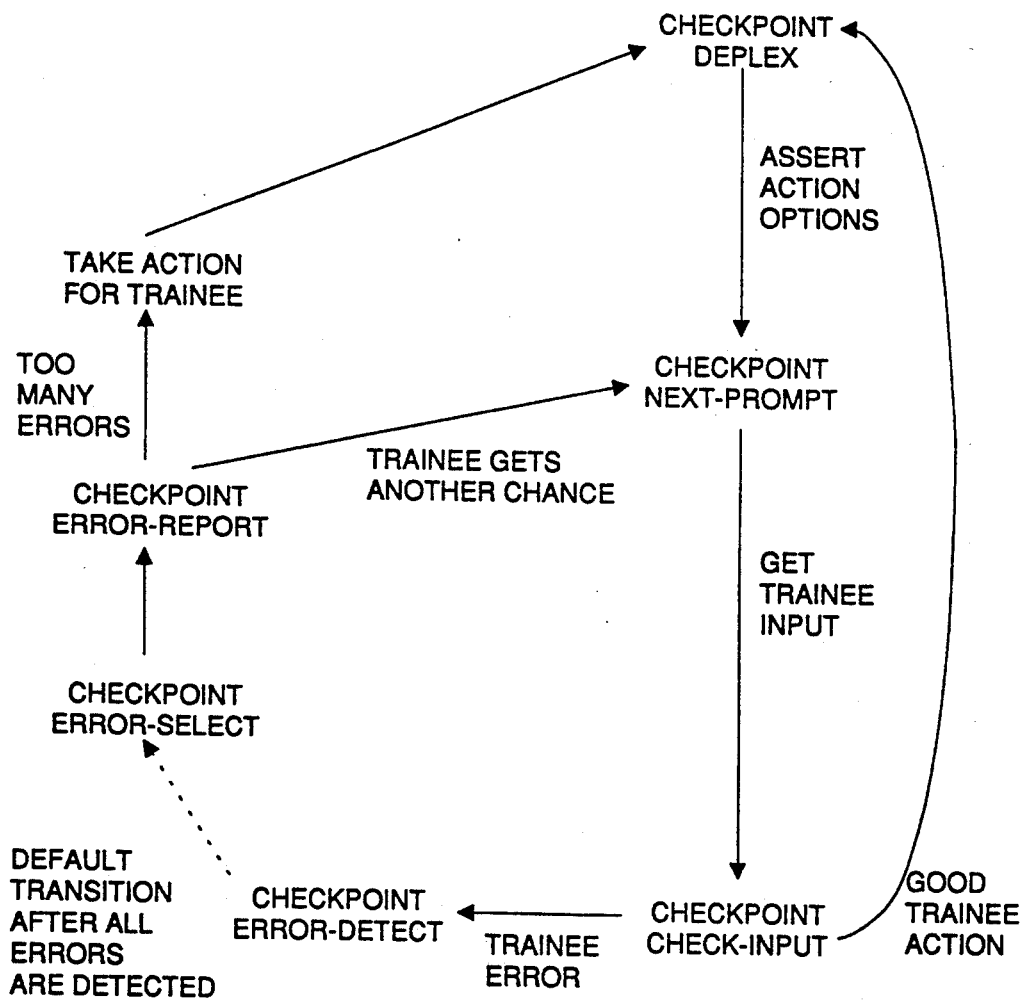 CHECKPOINT
DEPLEX
ASSERT
ACTION
OPTIONS
TAKE ACTION
FOR TRAINEE
TOO
MANY
ERRORS
CHECKPOINT
NEXT-PROMPT
TRAINEE GETS
ANOTHER CHANCE
CHECKPOINT
ERROR-REPORT
GET
TRAINEE
INPUT
CHECKPOINT
ERROR-SELECT
DEFAULT
TRANSITION
AFTER ALL
ERRORS
ARE DETECTED
CHECKPOINT
ERROR-DETECT
TRAINEE
ERROR
CHECKPOINT
CHECK-INPUT
GOOD
TRAINEE
ACTION